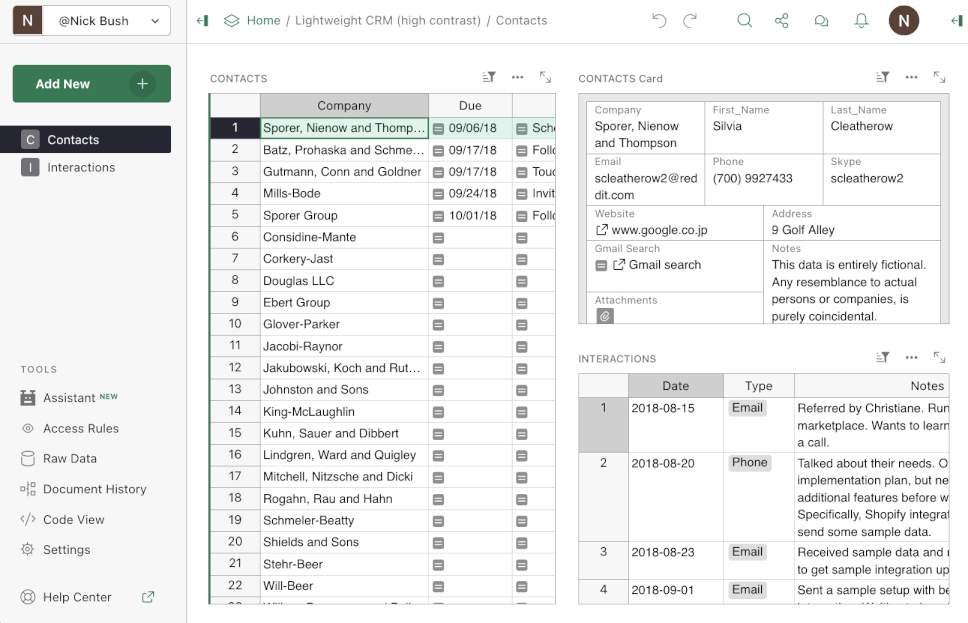 N @Nick Bush
Home / Lightweight CRM (high contrast) / Contacts
N
Add New +
C Contacts
I Interactions
TOOLS
Assistant NEW
Access Rules
Raw Data
Document History
Code View
Settings
Help Center
CONTACTS
Company Due
1 Sporer, Nienow and Thomp... 09/06/18 Sche
2 Batz, Prohaska and Schme... 09/17/18 Follo
3 Gutmann, Conn and Goldner 09/17/18 Touc
4 Mills-Bode 09/24/18 Invit
5 Sporer Group 10/01/18 Follo
6 Considine-Mante
7 Corkery-Jast
8 Douglas LLC
9 Ebert Group
10 Glover-Parker
11 Jacobi-Raynor
12 Jakubowski, Koch and Rut...
13 Johnston and Sons
14 King-McLaughlin
15 Kuhn, Sauer and Dibbert
16 Lindgren, Ward and Quigley
17 Mitchell, Nitzsche and Dicki
18 Rogahn, Rau and Hahn
19 Schmeler-Beatty
20 Shields and Sons
21 Stehr-Beer
22 Will-Beer
CONTACTS Card
Company First_Name Last_Name
Sporer, Nienow Silvia Cleatherow
and Thompson
Email Phone Skype
scleatherow2@red (700) 9927433 scleatherow2
dit.com
Website Address
www.google.co.jp 9 Golf Alley
Gmail Search Notes
Gmail search This data is entirely fictional.
Any resemblance to actual
Attachments persons or companies, is
purely coincidental.
INTERACTIONS
Date Type Notes
1 2018-08-15 Email Referred by Christiane. Run
marketplace. Wants to learn
a call.
2 2018-08-20 Phone Talked about their needs. O
implementation plan, but ne
additional features before w
Specifically, Shopify integrat
send some sample data.
3 2018-08-23 Email Received sample data and
to get sample integration up
4 2018-09-01 Email Sent a sample setup with be